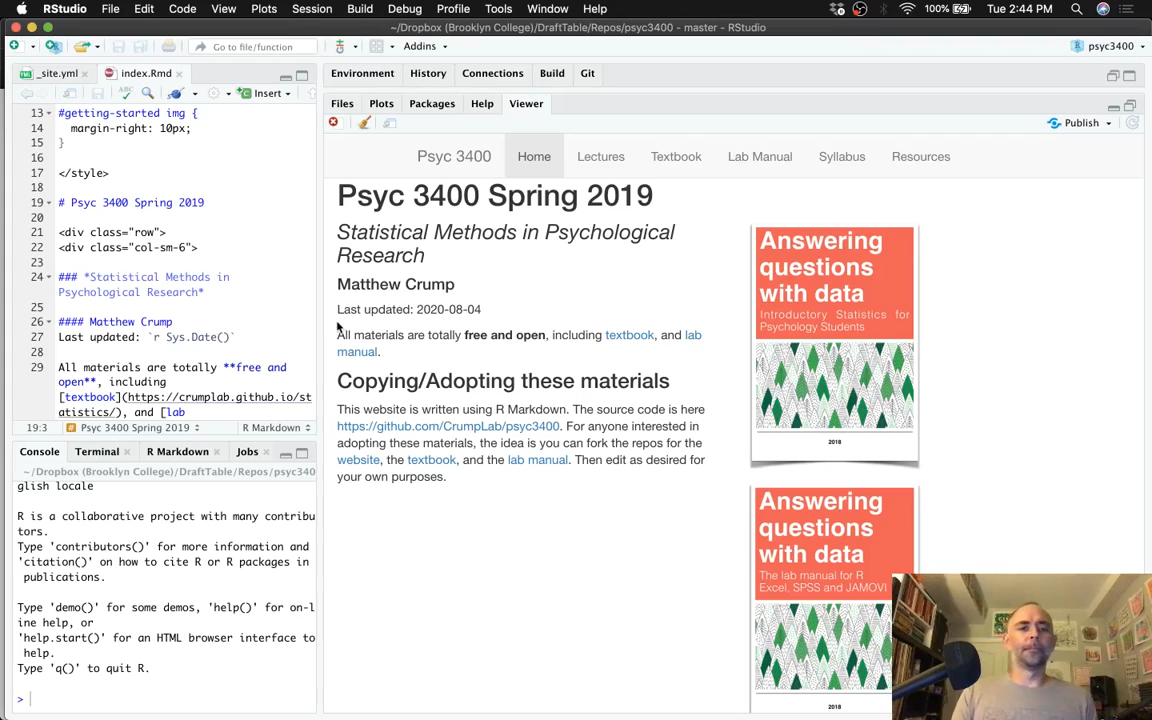 RStudio File Edit Code View Plots Session Build Debug Profile Tools Window Help 100% Tue 2:44 PM
~/Dropbox (Brooklyn College)/DraftTable/Repos/psyc3400 - master - RStudio
Go to file/function Addins psyc3400
_site.yml index.Rmd
Insert
13 #getting-started img {
14 margin-right: 10px;
15 }
16
17 </style>
18
19 # Psyc 3400 Spring 2019
20
21 <div class="row">
22 <div class="col-sm-6">
23
24 ### *Statistical Methods in
Psychological Research*
25
26 #### Matthew Crump
27 Last updated: `r Sys.Date()`
28
29 All materials are totally **free and
open**, including
[textbook](https://crumplab.github.io/st
atistics/), and [lab
19:3 Psyc 3400 Spring 2019 R Markdown
Console Terminal R Markdown Jobs
~/Dropbox (Brooklyn College)/DraftTable/Repos/psyc340
glish locale
R is a collaborative project with many contribu
tors.
Type 'contributors()' for more information and
'citation()' on how to cite R or R packages in
publications.
Type 'demo()' for some demos, 'help()' for on-l
ine help, or
'help.start()' for an HTML browser interface to
help.
Type 'q()' to quit R.
>
Environment History Connections Build Git
Files Plots Packages Help Viewer
Publish
Psyc 3400 Home Lectures Textbook Lab Manual Syllabus Resources
Psyc 3400 Spring 2019
Statistical Methods in Psychological
Research
Matthew Crump
Last updated: 2020-08-04
All materials are totally free and open, including textbook, and lab
manual.
Copying/Adopting these materials
This website is written using R Markdown. The source code is here
https://github.com/CrumpLab/psyc3400. For anyone interested in
adopting these materials, the idea is you can fork the repos for the
website, the textbook, and the lab manual. Then edit as desired for
your own purposes.
Answering
questions
with data
Introductory Statistics for
Psychology Students
2018
Answering
questions
with data
The lab manual for R
Excel, SPSS and JAMOVI
2018